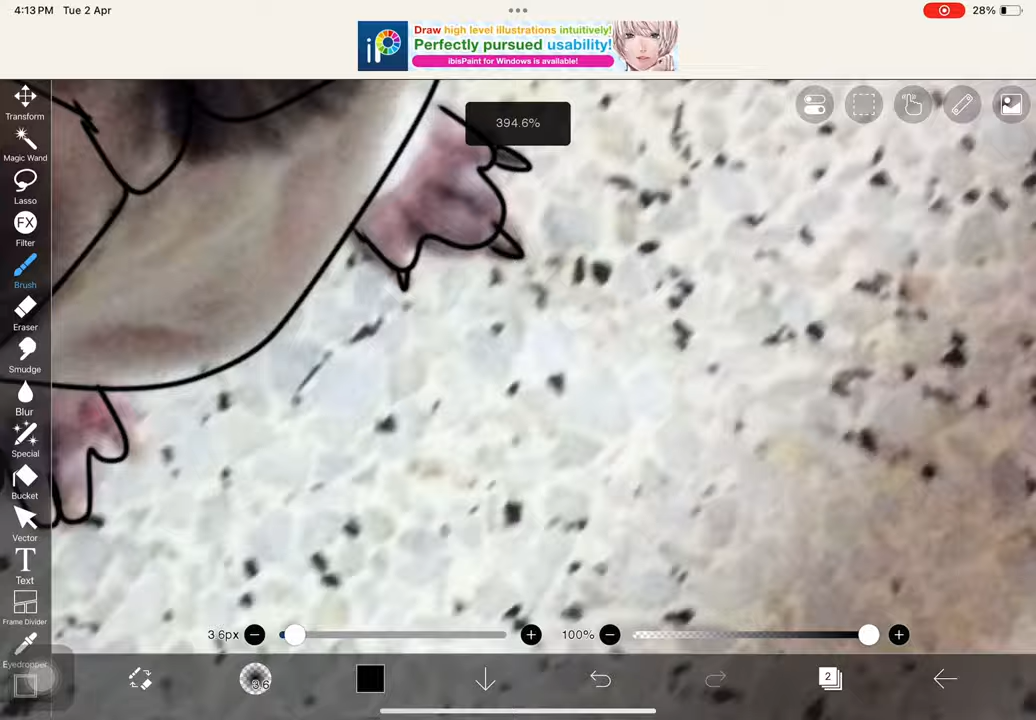 4:13 PM Tue 2 Apr
28%
Draw high level illustrations intuitively!
Perfectly pursued usability!
ibisPaint for Windows is available!
394.6%
Transform
Magic Wand
Lasso
FX
Filter
Brush
Eraser
Smudge
Blur
Special
Bucket
Vector
T
Text
Frame Divider
Eyedropper
3.6px
100%
3.6
2